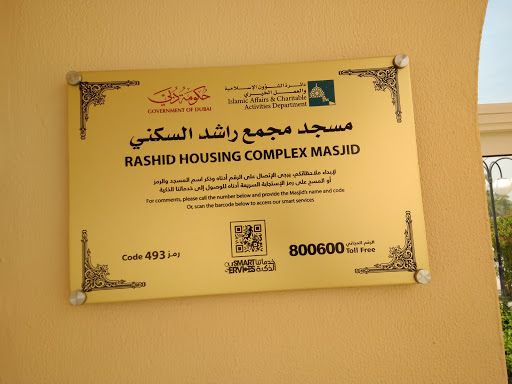 حكومة دبي
GOVERNMENT OF DUBAI
دائرة الشؤون الإسلامية
والعمل الخيري
Islamic Affairs & Charitable
Activities Department
مسجد مجمع راشد السكني
RASHID HOUSING COMPLEX MASJID
لإبداء ملاحظاتكم، يرجى الإتصال على الرقم أدناه وذكر اسم المسجد والرمز
أو المسح على رمز الإستجابة السريعة أدناه للوصول إلى خدماتنا الذكية
For comments, please call the number below and provide the Masjid's name and code
Or, scan the barcode below to access our smart services
Code 493 رمز
OUR SMART SERVICES خدماتنا الذكية
800600 الرقم المجاني
Toll Free